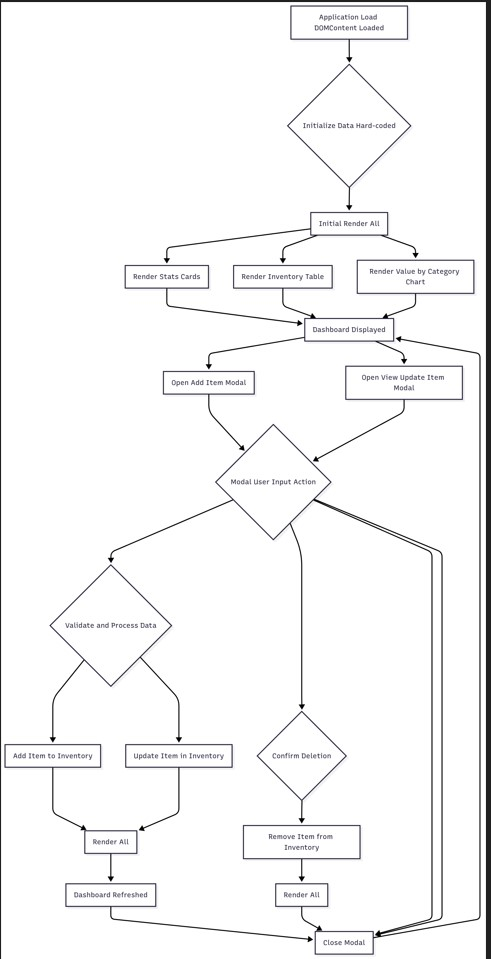 Application Load
DOMContent Loaded
Initialize Data Hard-coded
Initial Render All
Render Stats Cards
Render Inventory Table
Render Value by Category
Chart
Dashboard Displayed
Open Add Item Modal
Open View Update Item
Modal
Modal User Input Action
Validate and Process Data
Add Item to Inventory
Update Item in Inventory
Confirm Deletion
Render All
Remove Item from
Inventory
Dashboard Refreshed
Render All
Close Modal